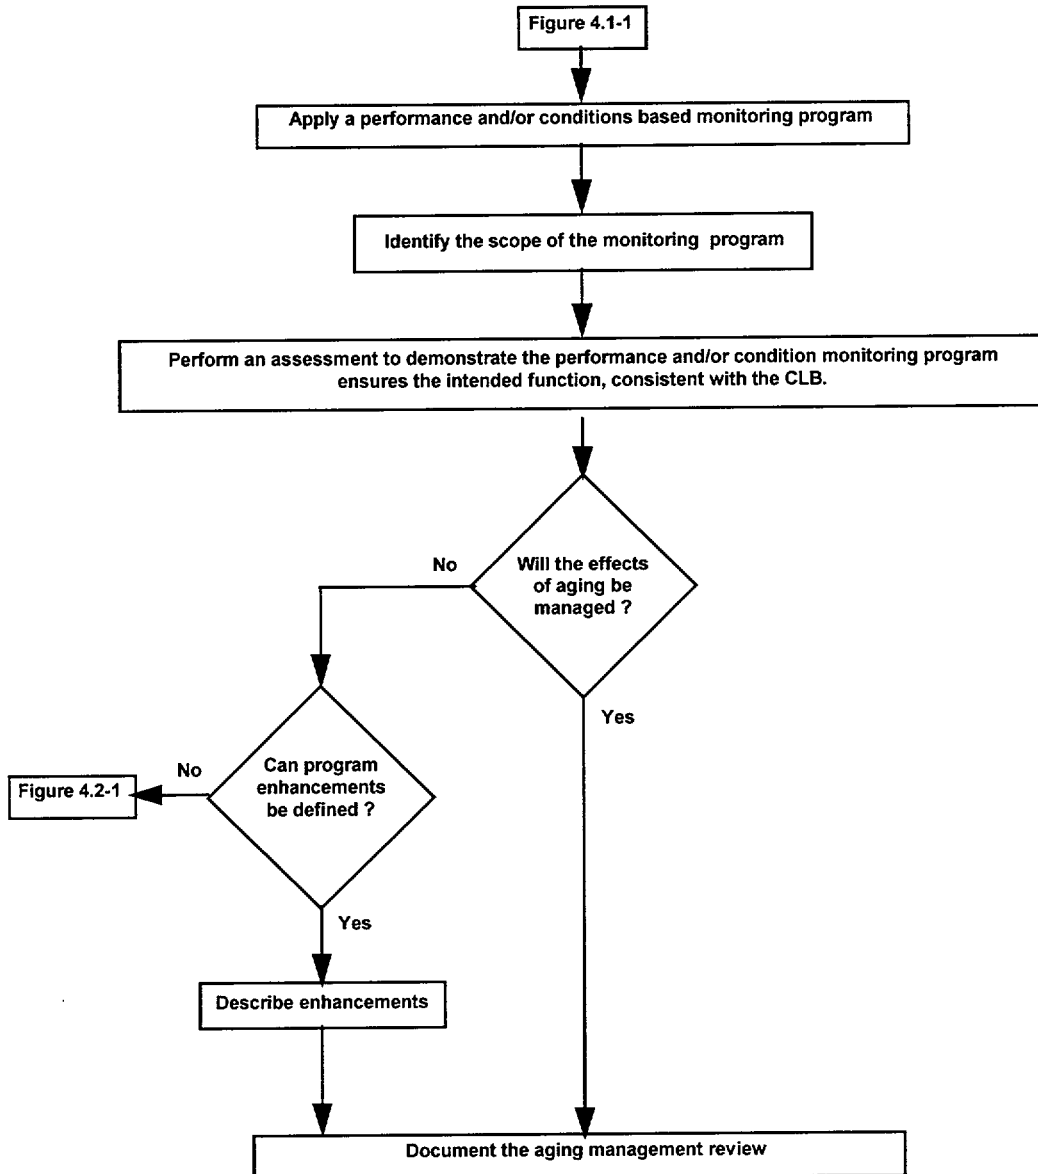 Figure 4.1-1
Apply a performance and/or conditions based monitoring program
Identify the scope of the monitoring program
Perform an assessment to demonstrate the performance and/or condition monitoring program
ensures the intended function, consistent with the CLB.
No
Will the effects
of aging be
managed ?
Yes
No
Can program
enhancements
be defined ?
Figure 4.2-1
Yes
Describe enhancements
Document the aging management review